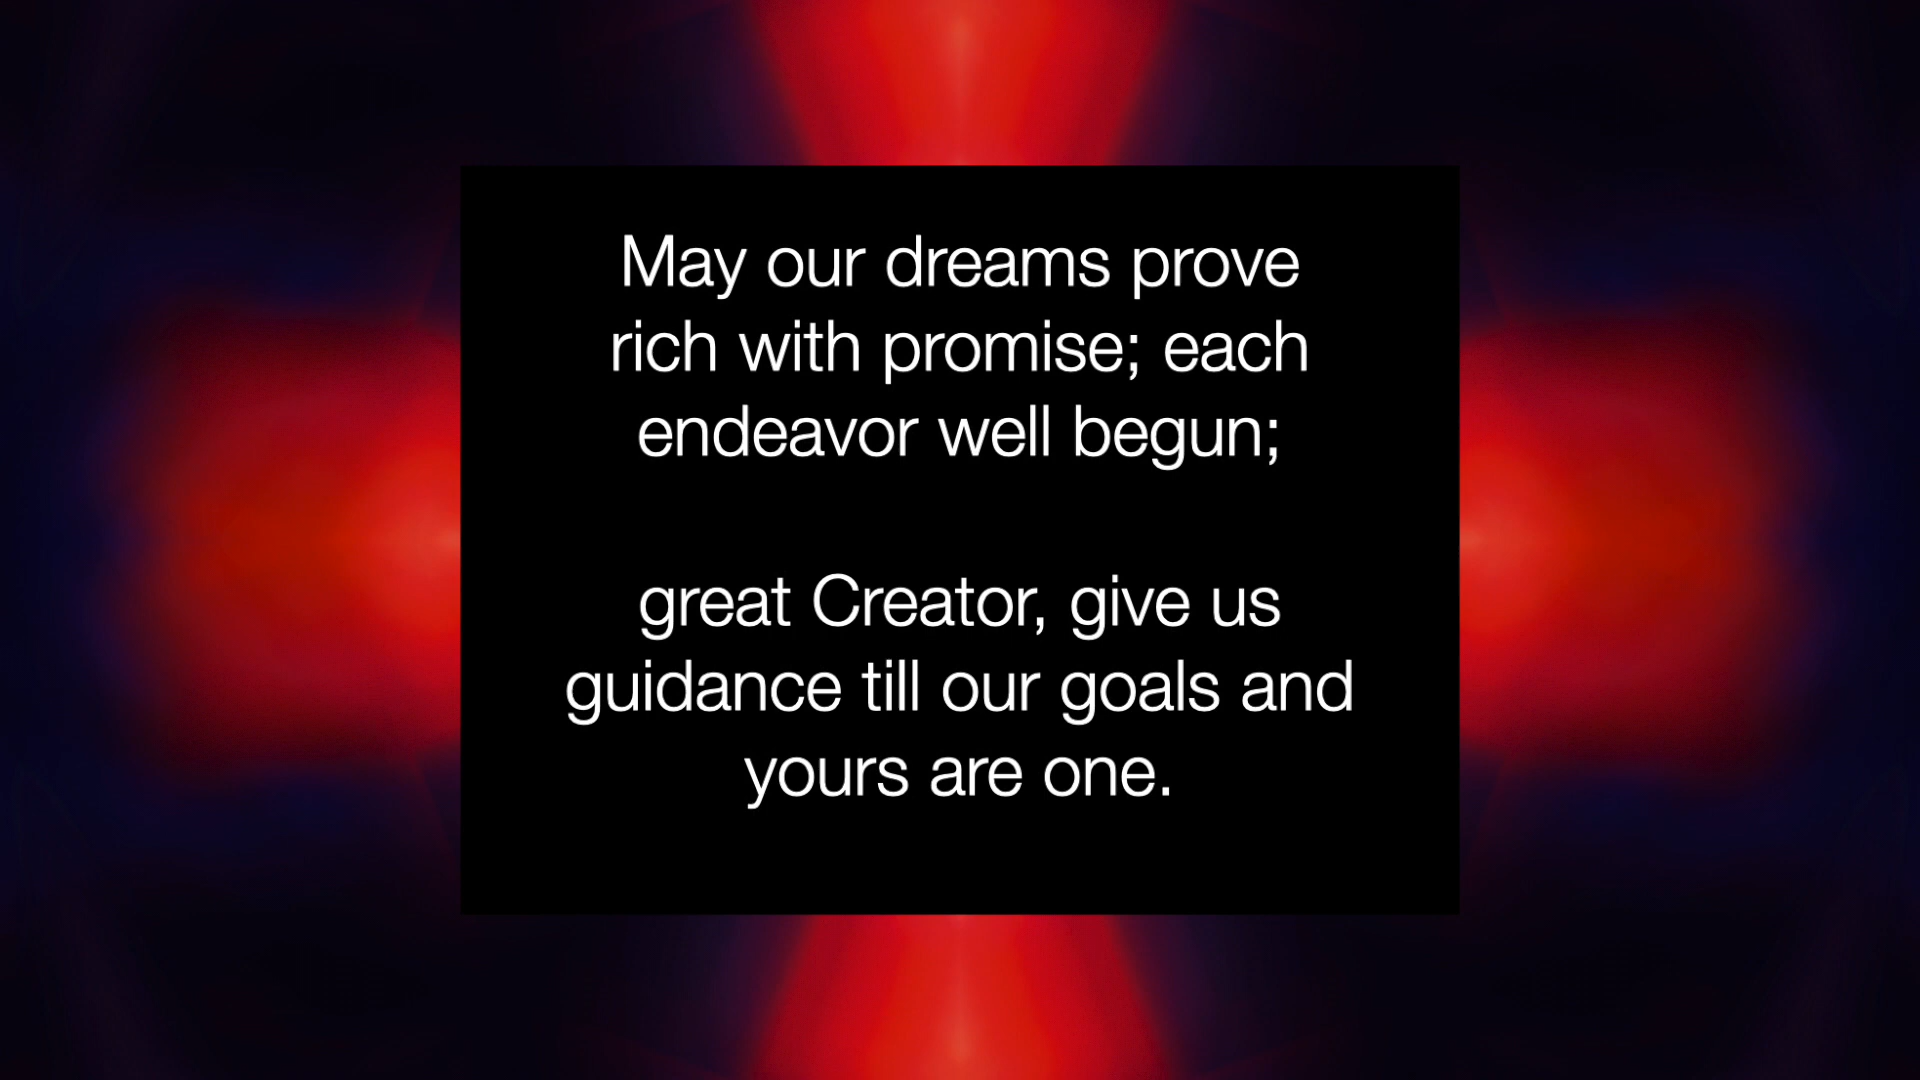 May our dreams prove
rich with promise; each
endeavor well begun;
great Creator, give us
guidance till our goals and
yours are one.